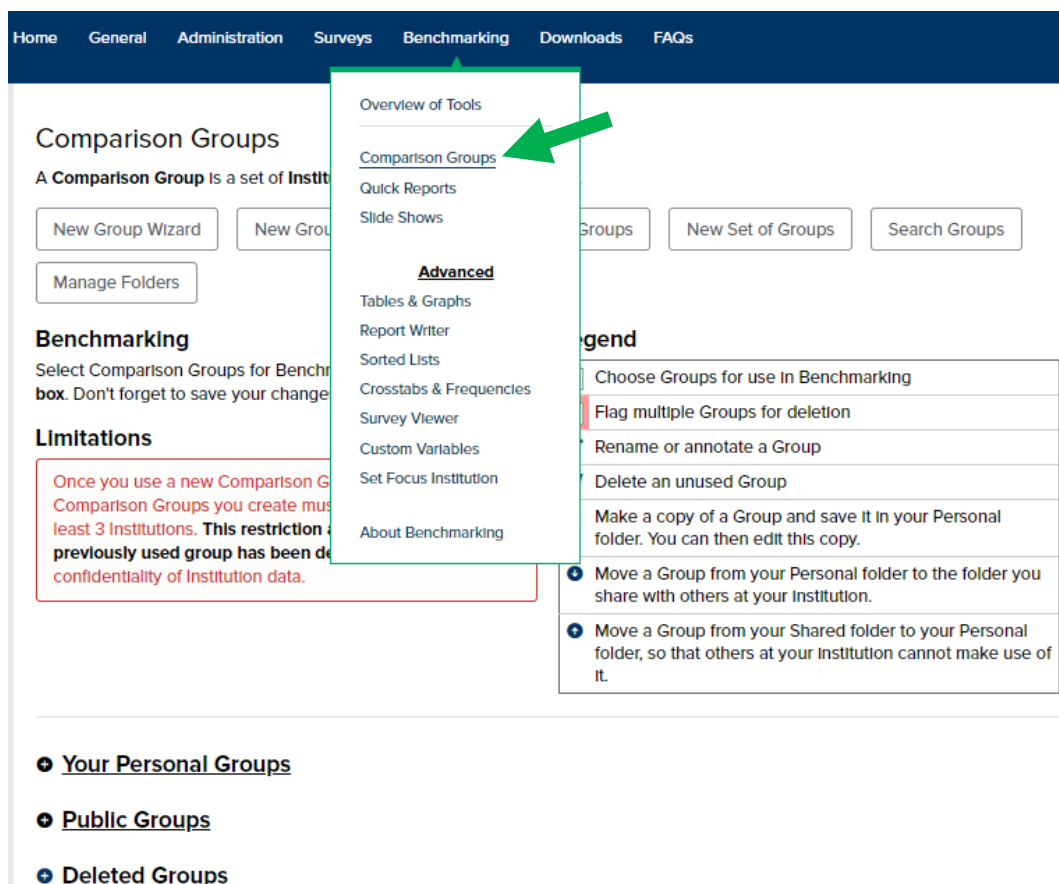 Home General Administration Surveys Benchmarking Downloads FAQs
Overview of Tools
Comparison Groups
Quick Reports
Slide Shows
Advanced
Tables & Graphs
Report Writer
Sorted Lists
Crosstabs & Frequencies
Survey Viewer
Custom Variables
Set Focus Institution
About Benchmarking
Comparison Groups
A Comparison Group is a set of
New Group Wizard New Groups New Set of Groups Search Groups
Manage Folders
Benchmarking
Select Comparison Groups for
box. Don't forget to save your
Limitations
Once you use a new Comparison
Comparison Groups you create
least 3 Institutions. This restriction
previously used group has been
confidentiality of Institution data.
Choose Groups for use in Benchmarking
Flag multiple Groups for deletion
Rename or annotate a Group
Delete an unused Group
Make a copy of a Group and save it in your Personal
folder. You can then edit this copy.
Move a Group from your Personal folder to the folder you
share with others at your Institution.
Move a Group from your Shared folder to your Personal
folder, so that others at your Institution cannot make use of
it.
Your Personal Groups
Public Groups
Deleted Groups